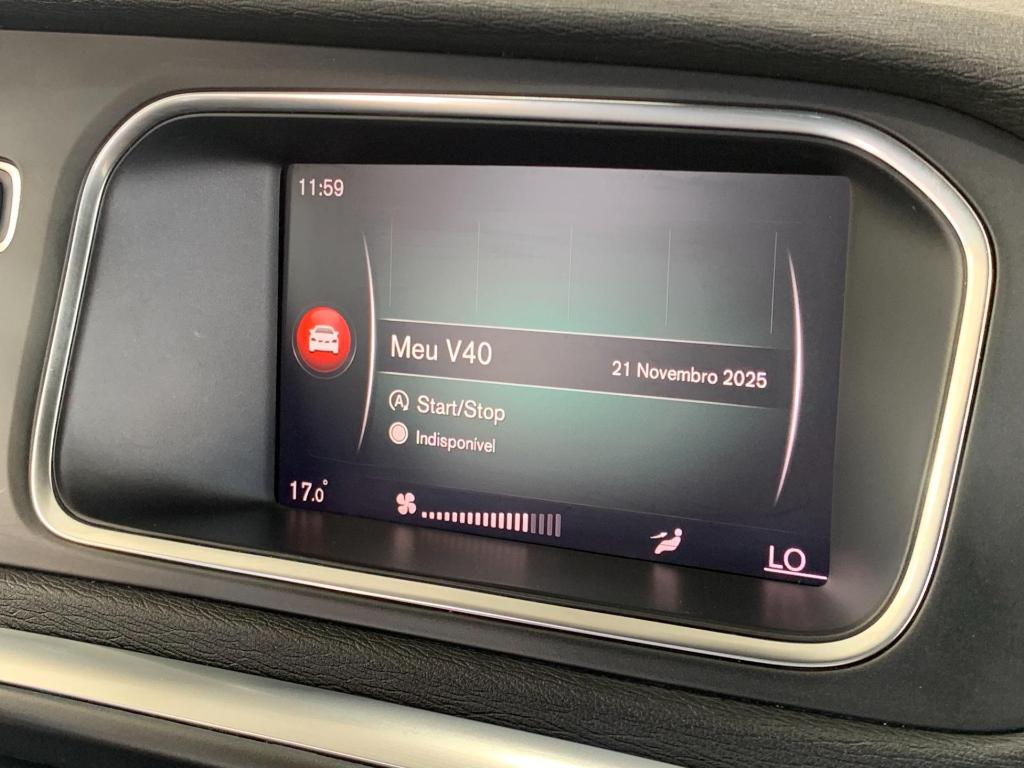 11:59
Meu V40
21 Novembro 2025
A Start/Stop
Indisponível
17.0°
LO